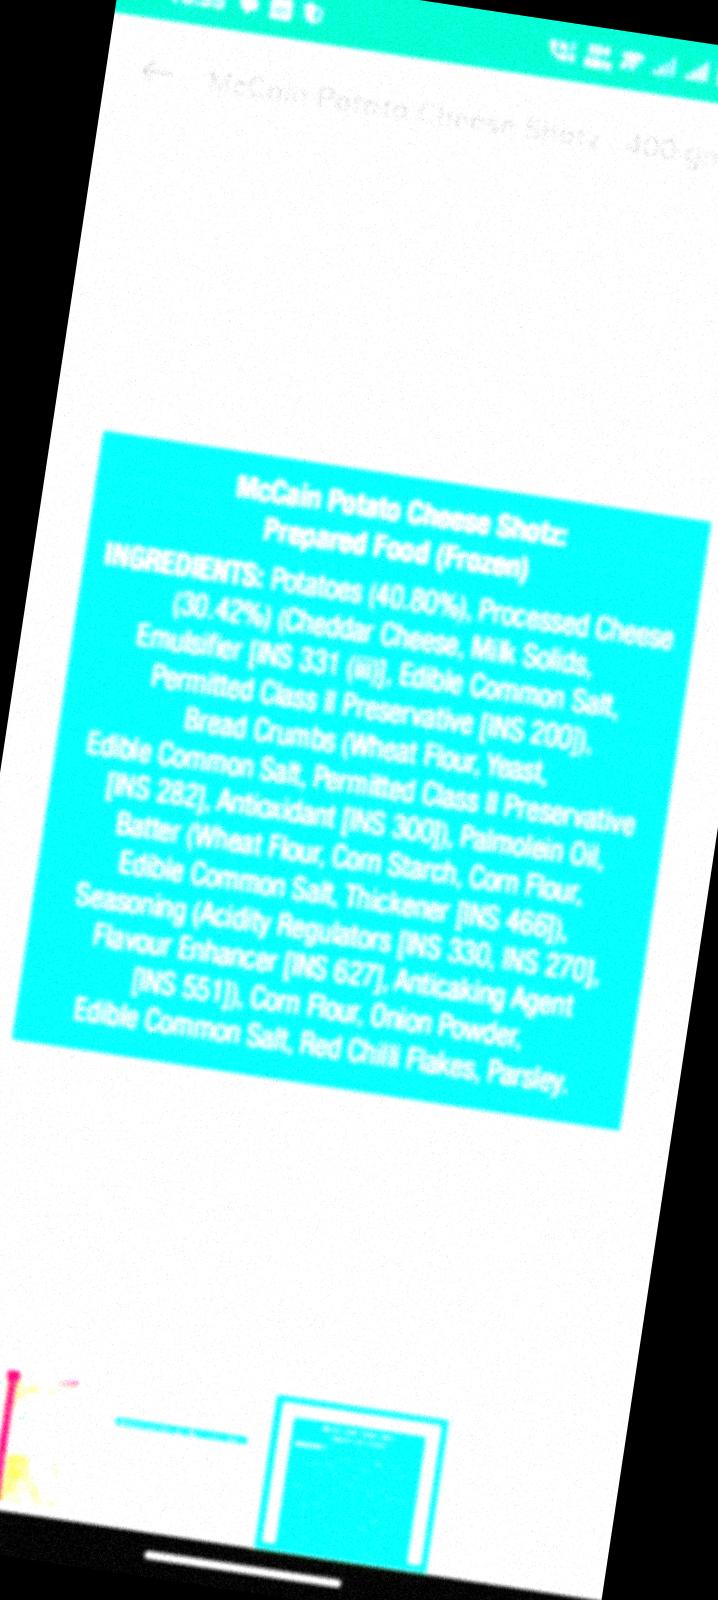 McCain Potato Cheese Shotz 400 gm
McCain Potato Cheese Shotz:
Prepared Food (Frozen)
INGREDIENTS: Potatoes (40.80%), Processed Cheese
(30.42%) (Cheddar Cheese, Milk Solids,
Emulsifier [INS 331 (iii)], Edible Common Salt,
Permitted Class II Preservative [INS 200]),
Bread Crumbs (Wheat Flour, Yeast,
Edible Common Salt, Permitted Class II Preservative
[INS 282], Antioxidant [INS 300]), Palmolein Oil,
Batter (Wheat Flour, Corn Starch, Corn Flour,
Edible Common Salt, Thickener [INS 466]),
Seasoning (Acidity Regulators [INS 330, INS 270],
Flavour Enhancer [INS 627], Anticaking Agent
[INS 551]), Corn Flour, Onion Powder,
Edible Common Salt, Red Chilli Flakes, Parsley.